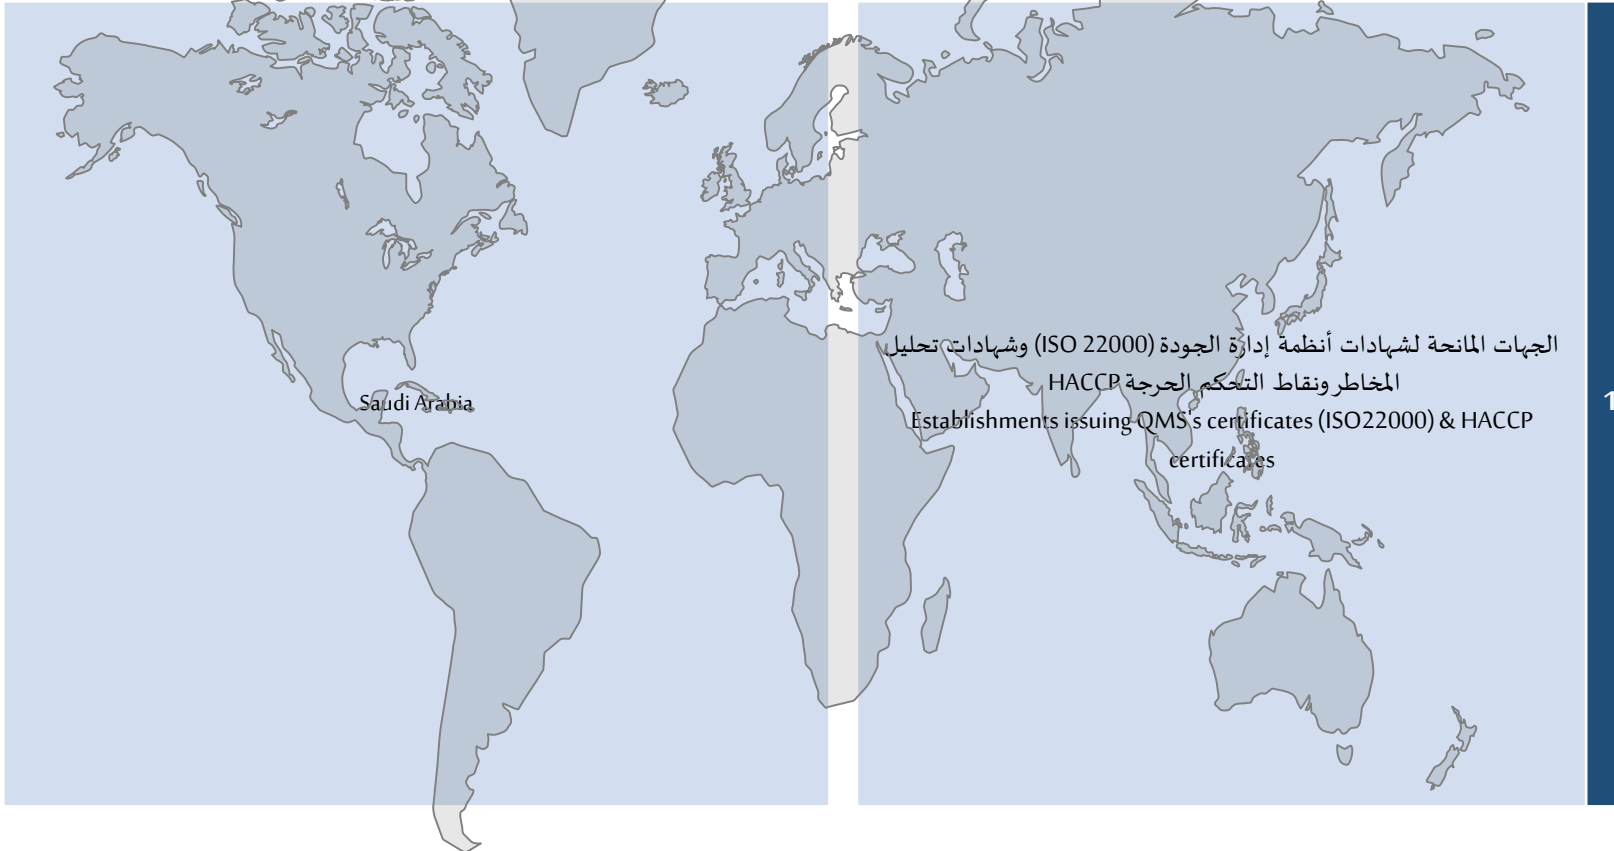 الجهات المانحة لشهادات أنظمة إدارة الجودة (ISO 22000) وشهادات تحليل
المخاطر ونقاط التحكم الحرجة HACCP
Establishments issuing QMS's certificates (ISO22000) & HACCP
certificates
Saudi Arabia
1